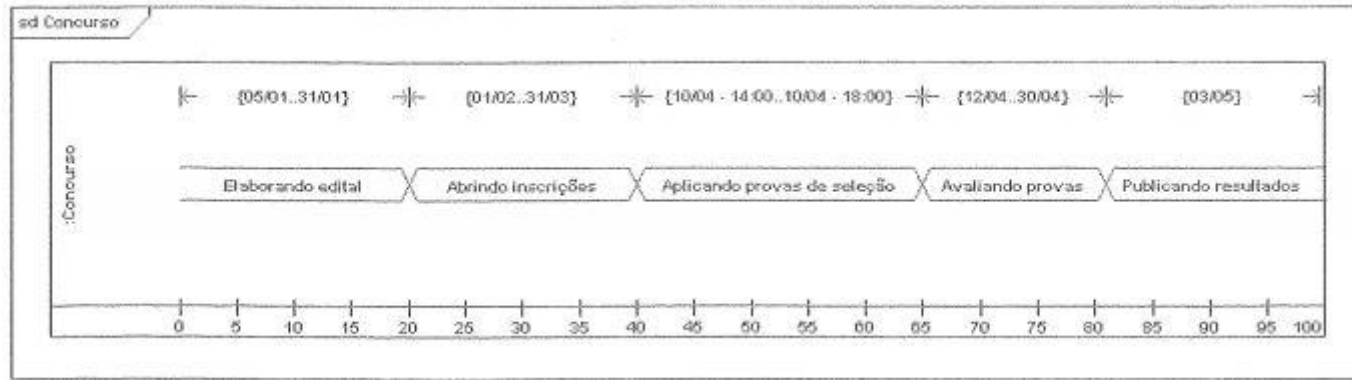 sd Concurso
{05/01..31/01} {01/02..31/03} {10/04 - 14:00..10/04 - 18:00} {12/04..30/04} {03/05}
:Concurso
Elaborando edital Abrindo inscrições Aplicando provas de seleção Avaliando provas Publicando resultados
0 5 10 15 20 25 30 35 40 45 50 55 60 65 70 75 80 85 90 95 100